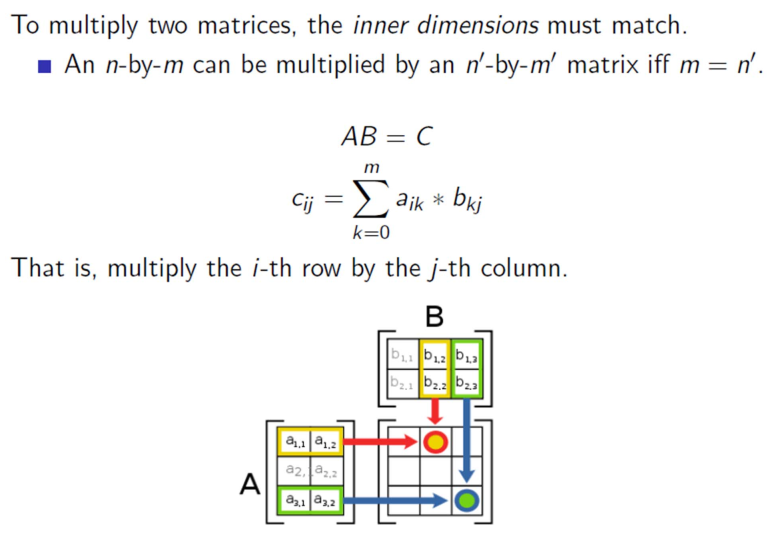 To multiply two matrices, the inner dimensions must match.
■ An n-by-m can be multiplied by an n′-by-m′ matrix iff m = n′.
AB = C
m
cij = ∑ aik * bkj
k=0
That is, multiply the i-th row by the j-th column.
B
b1,1 b1,2 b1,3
b2,1 b2,2 b2,3
a1,1 a1,2
A
a2, a2,2
a3,1 a3,2